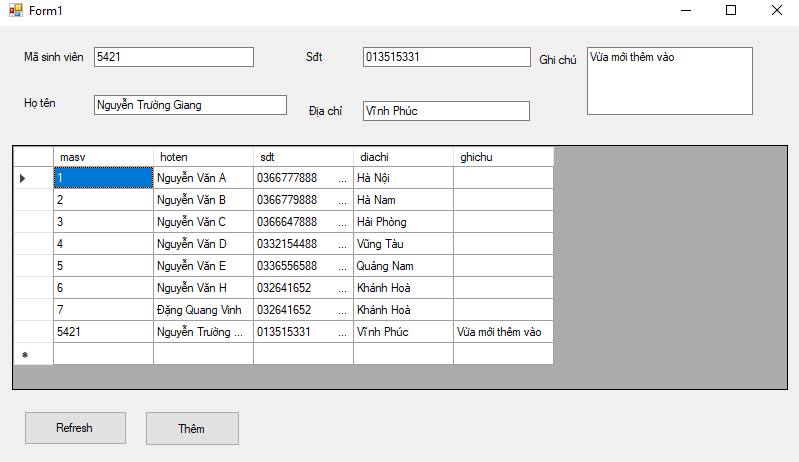 Form1
Mã sinh viên 5421 Sđt 013515331 Ghi chú Vừa mới thêm vào
Họ tên Nguyễn Trường Giang Địa chỉ Vĩnh Phúc
masv hoten sdt diachi ghichu
1 Nguyễn Văn A 0366777888 ... Hà Nội
2 Nguyễn Văn B 0366779888 ... Hà Nam
3 Nguyễn Văn C 0366647888 ... Hải Phòng
4 Nguyễn Văn D 0332154488 ... Vũng Tàu
5 Nguyễn Văn E 0336556588 ... Quảng Nam
6 Nguyễn Văn H 032641652 ... Khánh Hoà
7 Đặng Quang Vinh 032641652 ... Khánh Hoà
5421 Nguyễn Trường ... 013515331 ... Vĩnh Phúc Vừa mới thêm vào
Refresh Thêm